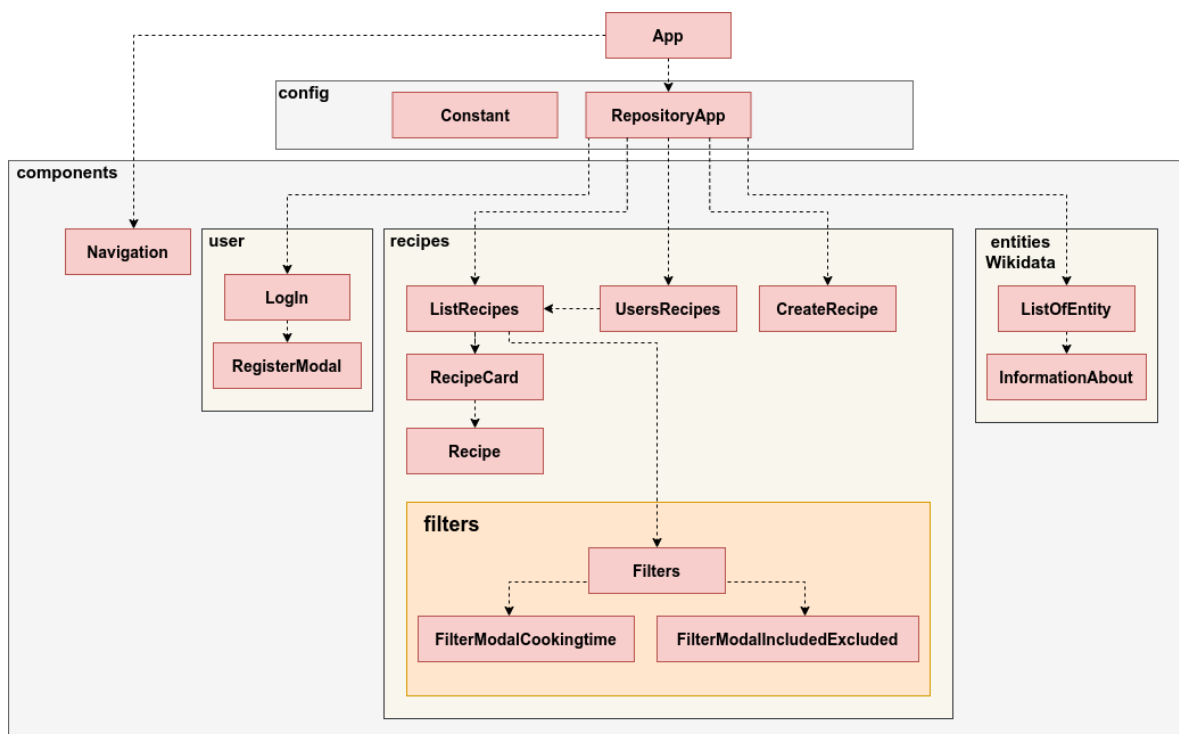 App
config
Constant
RepositoryApp
components
Navigation
user
LogIn
RegisterModal
recipes
ListRecipes
UsersRecipes
CreateRecipe
RecipeCard
Recipe
filters
Filters
FilterModalCookingtime
FilterModalIncludedExcluded
entities
Wikidata
ListOfEntity
InformationAbout